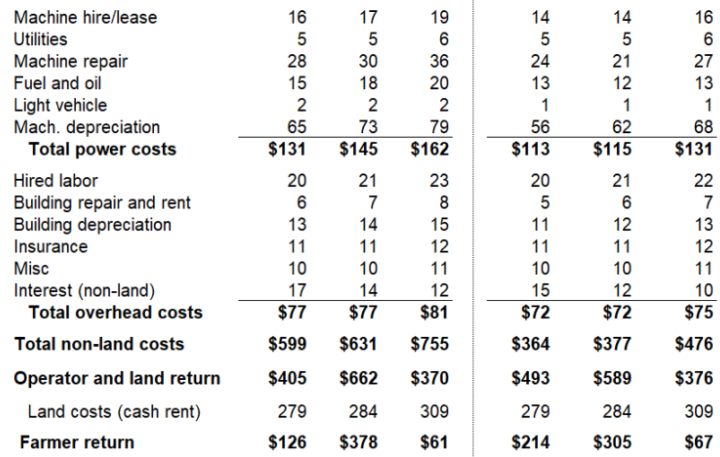 Machine hire/lease 16 17 19 14 14 16
Utilities 5 5 6 5 5 6
Machine repair 28 30 36 24 21 27
Fuel and oil 15 18 20 13 12 13
Light vehicle 2 2 2 1 1 1
Mach. depreciation 65 73 79 56 62 68
Total power costs $131 $145 $162 $113 $115 $131
Hired labor 20 21 23 20 21 22
Building repair and rent 6 7 8 5 6 7
Building depreciation 13 14 15 11 12 13
Insurance 11 11 12 11 11 12
Misc 10 10 11 10 10 11
Interest (non-land) 17 14 12 15 12 10
Total overhead costs $77 $77 $81 $72 $72 $75
Total non-land costs $599 $631 $755 $364 $377 $476
Operator and land return $405 $662 $370 $493 $589 $376
Land costs (cash rent) 279 284 309 279 284 309
Farmer return $126 $378 $61 $214 $305 $67